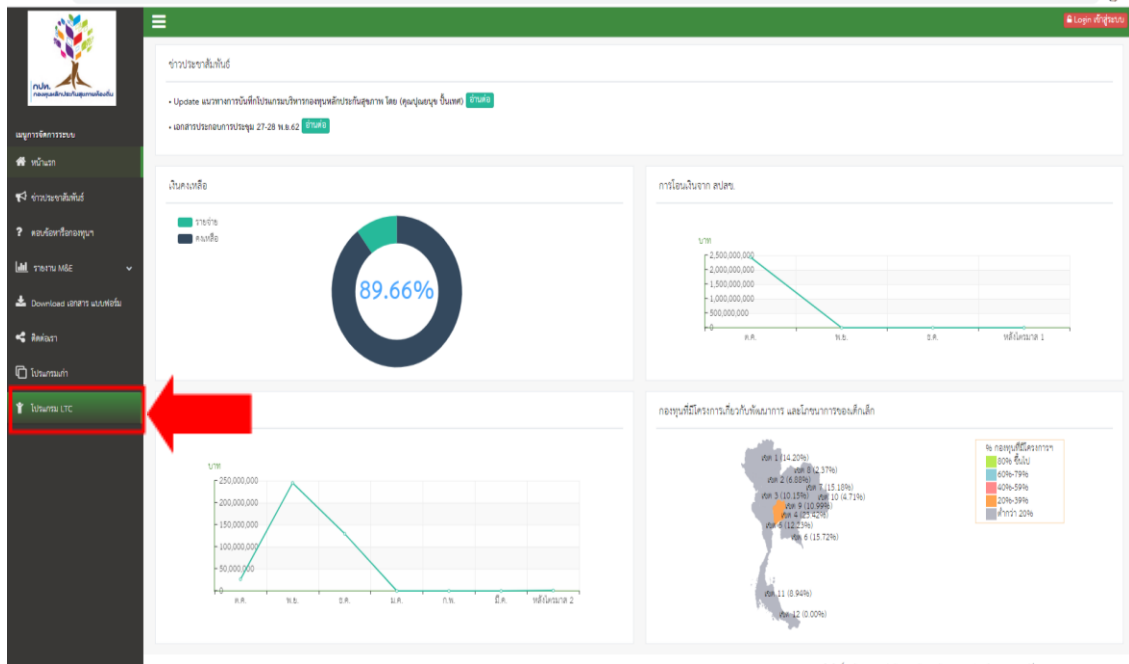 Login เข้าสู่ระบบ
กปท.
กองทุนหลักประกันสุขภาพท้องถิ่น
เมนูการจัดการระบบ
หน้าแรก
ข่าวประชาสัมพันธ์
? ตอบข้อหารือกองทุนฯ
รายงาน M&E
Download เอกสาร แบบฟอร์ม
ติดต่อเรา
โปรแกรมเก่า
โปรแกรม LTC
ข่าวประชาสัมพันธ์
• Update แนวทางการบันทึกโปรแกรมบริหารกองทุนหลักประกันสุขภาพ โดย (คุณปุณยนุช ปั้นเทศ) อ่านต่อ
• เอกสารประกอบการประชุม 27-28 พ.ย.62 อ่านต่อ
เงินคงเหลือ
รายจ่าย
คงเหลือ
89.66%
การโอนเงินจาก สปสช.
บาท
2,500,000,000
2,000,000,000
1,500,000,000
1,000,000,000
500,000,000
0
ต.ค. พ.ย. ธ.ค. หลังไตรมาส 1
บาท
250,000,000
200,000,000
150,000,000
100,000,000
50,000,000
0
ต.ค. พ.ย. ธ.ค. ม.ค. ก.พ. มี.ค. หลังไตรมาส 2
กองทุนที่มีโครงการเกี่ยวกับพัฒนาการ และโภชนาการของเด็กเล็ก
เขต 1 (14.20%)
เขต 8 (2.37%)
เขต 2 (6.88%)
เขต 7 (15.18%)
เขต 3 (10.15%)
เขต 10 (4.71%)
เขต 9 (10.99%)
เขต 4 (23.42%)
(12.23%)
เขต 6 (15.72%)
เขต 11 (8.94%)
เขต 12 (0.00%)
% กองทุนที่มีโครงการฯ
80% ขึ้นไป
60%-79%
40%-59%
20%-39%
ต่ำกว่า 20%